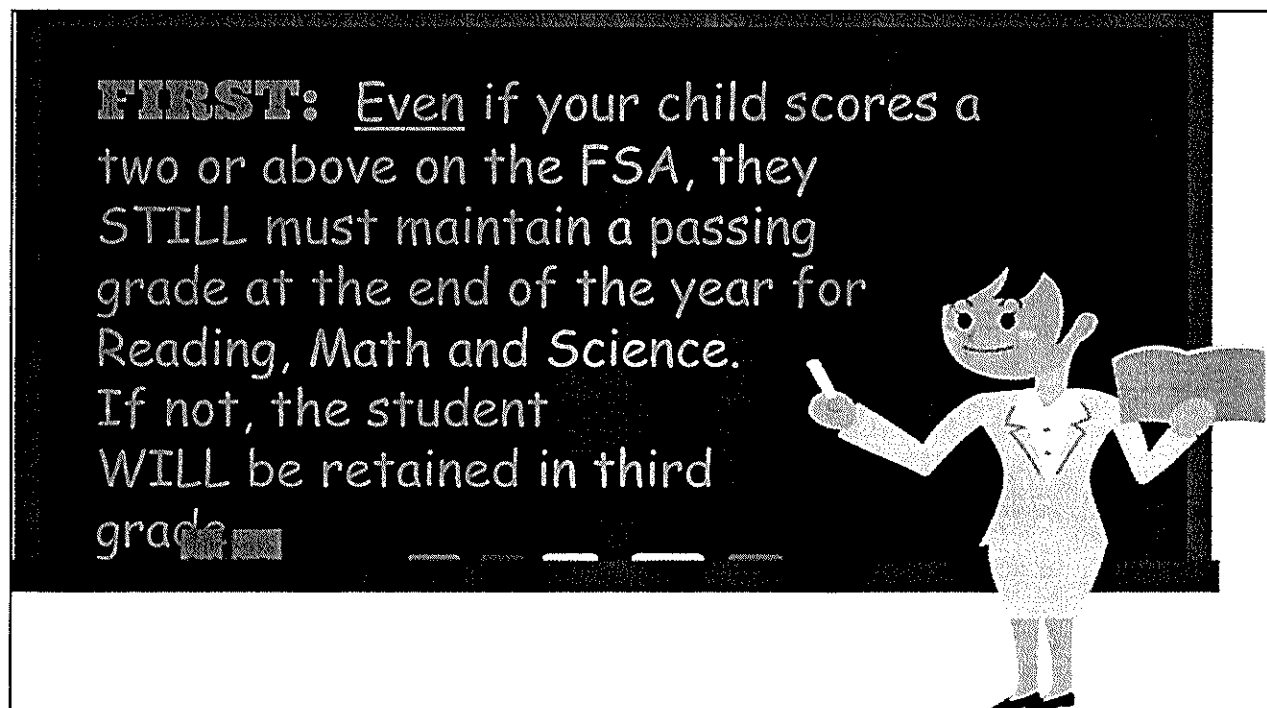 FIRST: Even if your child scores a
two or above on the FSA, they
STILL must maintain a passing
grade at the end of the year for
Reading, Math and Science.
If not, the student
WILL be retained in third
grade.